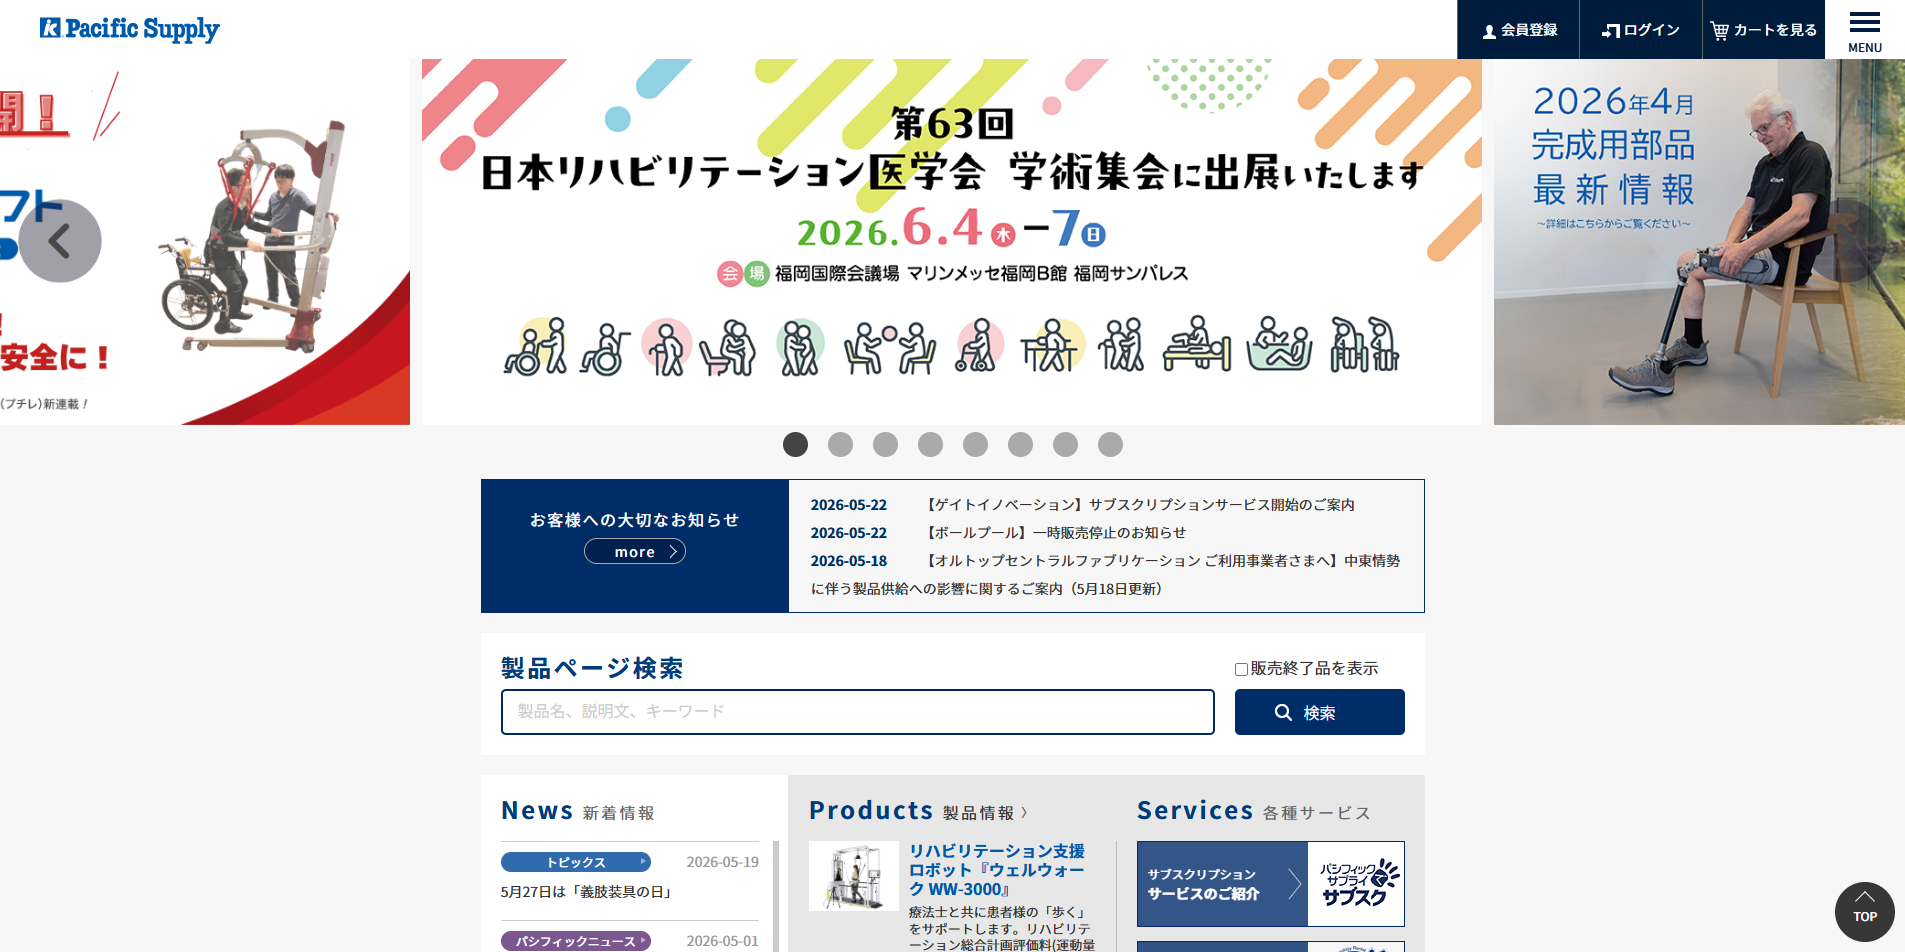 Pacific Supply
会員登録
ログイン
カートを見る
MENU
開！
フト
安全に！
(プチレ)新連載！
第63回
日本リハビリテーション医学会 学術集会に出展いたします
2026.6.4木ー7日
会場 福岡国際会議場 マリンメッセ福岡B館 福岡サンパレス
2026年4月
完成用部品
最新情報
～詳細はこちらからご覧ください～
お客様への大切なお知らせ
more
2026-05-22 【ゲイトイノベーション】サブスクリプションサービス開始のご案内
2026-05-22 【ボールプール】一時販売停止のお知らせ
2026-05-18 【オルトップセントラルファブリケーション ご利用事業者さまへ】中東情勢
に伴う製品供給への影響に関するご案内（5月18日更新）
製品ページ検索
販売終了品を表示
製品名、説明文、キーワード
検索
News 新着情報
トピックス 2026-05-19
5月27日は「義肢装具の日」
パシフィックニュース 2026-05-01
Products 製品情報
リハビリテーション支援
ロボット『ウェルウォー
ク WW-3000』
療法士と共に患者様の「歩く」
をサポートします。リハビリテ
ーション総合計画評価料(運動量
Services 各種サービス
サブスクリプション
サービスのご紹介
パシフィック
サプライ
サブスク
TOP